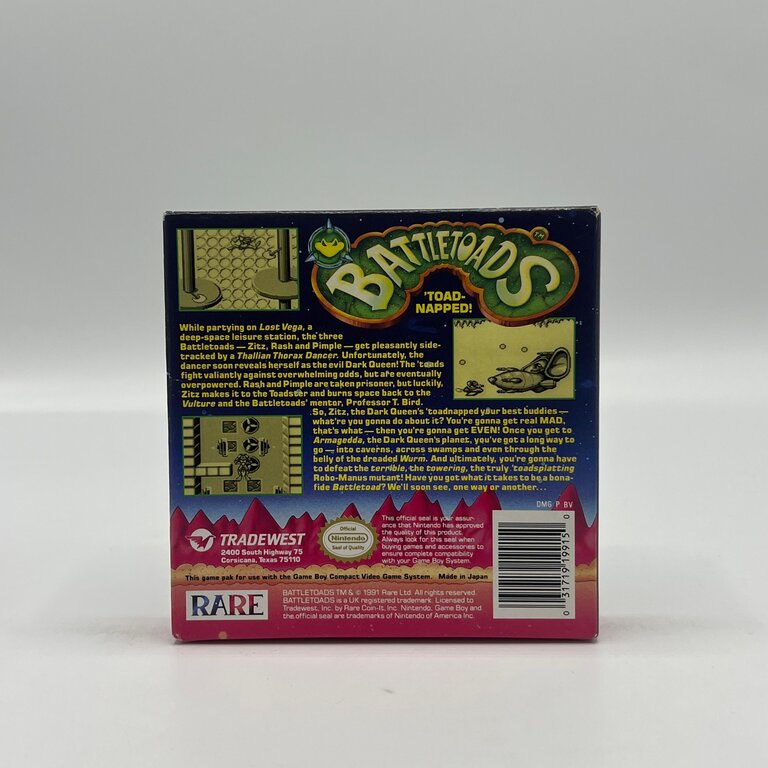 BATTLETOADS TM
'TOAD-
NAPPED!
While partying on Lost Vega, a
deep-space leisure station, the three
Battletoads — Zitz, Rash and Pimple — get pleasantly side-
tracked by a Thallian Thorax Dancer. Unfortunately, the
dancer soon reveals herself as the evil Dark Queen! The 'toads
fight valiantly against overwhelming odds, but are eventually
overpowered. Rash and Pimple are taken prisoner, but luckily,
Zitz makes it to the Toadster and burns space back to the
Vulture and the Battletoads' mentor, Professor T. Bird.
So, Zitz, the Dark Queen's 'toadnapped your best buddies —
what're you gonna do about it? You're gonna get real MAD,
that's what — then you're gonna get EVEN! Once you get to
Armagedda, the Dark Queen's planet, you've got a long way to
go — into caverns, across swamps and even through the
belly of the dreaded Wurm. And ultimately, you're gonna have
to defeat the terrible, the towering, the truly 'toadsplatting
Robo-Manus mutant! Have you got what it takes to be a bona-
fide Battletoad? We'll soon see, one way or another...
DMG P BV
TRADEWEST
2400 South Highway 75
Corsicana, Texas 75110
Official
Nintendo
Seal of Quality
This official seal is your assur-
ance that Nintendo has approved
the quality of this product.
Always look for this seal when
buying games and accessories to
ensure complete compatibility
with your Game Boy System.
0 31719 19915 0
This game pak for use with the Game Boy Compact Video Game System. Made in Japan
RARE
BATTLETOADS TM & © 1991 Rare Ltd. All rights reserved.
BATTLETOADS is a UK registered trademark. Licensed to
Tradewest, Inc. by Rare Coin-It, Inc. Nintendo, Game Boy and
the official seal are trademarks of Nintendo of America Inc.